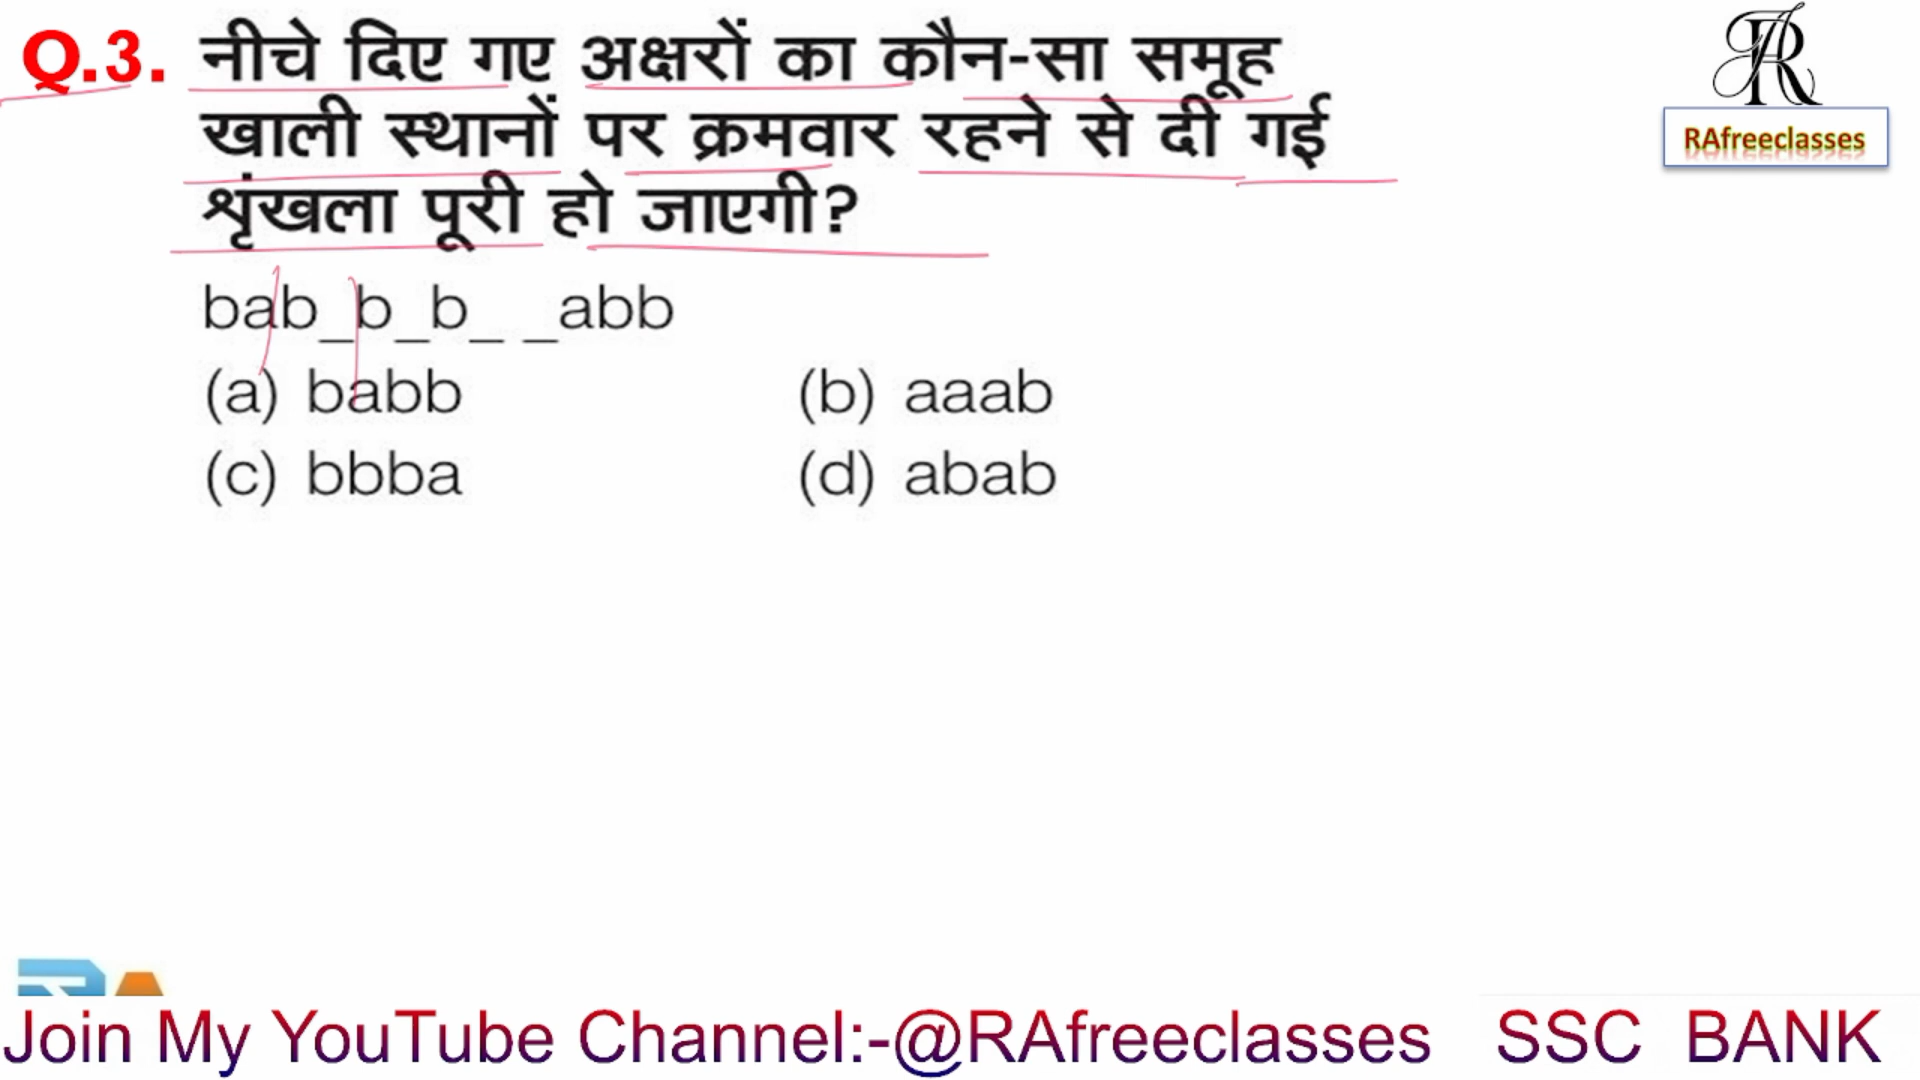 Q.3. नीचे दिए गए अक्षरों का कौन-सा समूह
खाली स्थानों पर क्रमवार रहने से दी गई
शृंखला पूरी हो जाएगी?
bab_b_b_ _abb
(a) babb (b) aaab
(c) bbba (d) abab
RAfreeclasses
Join My YouTube Channel:-@RAfreeclasses SSC BANK